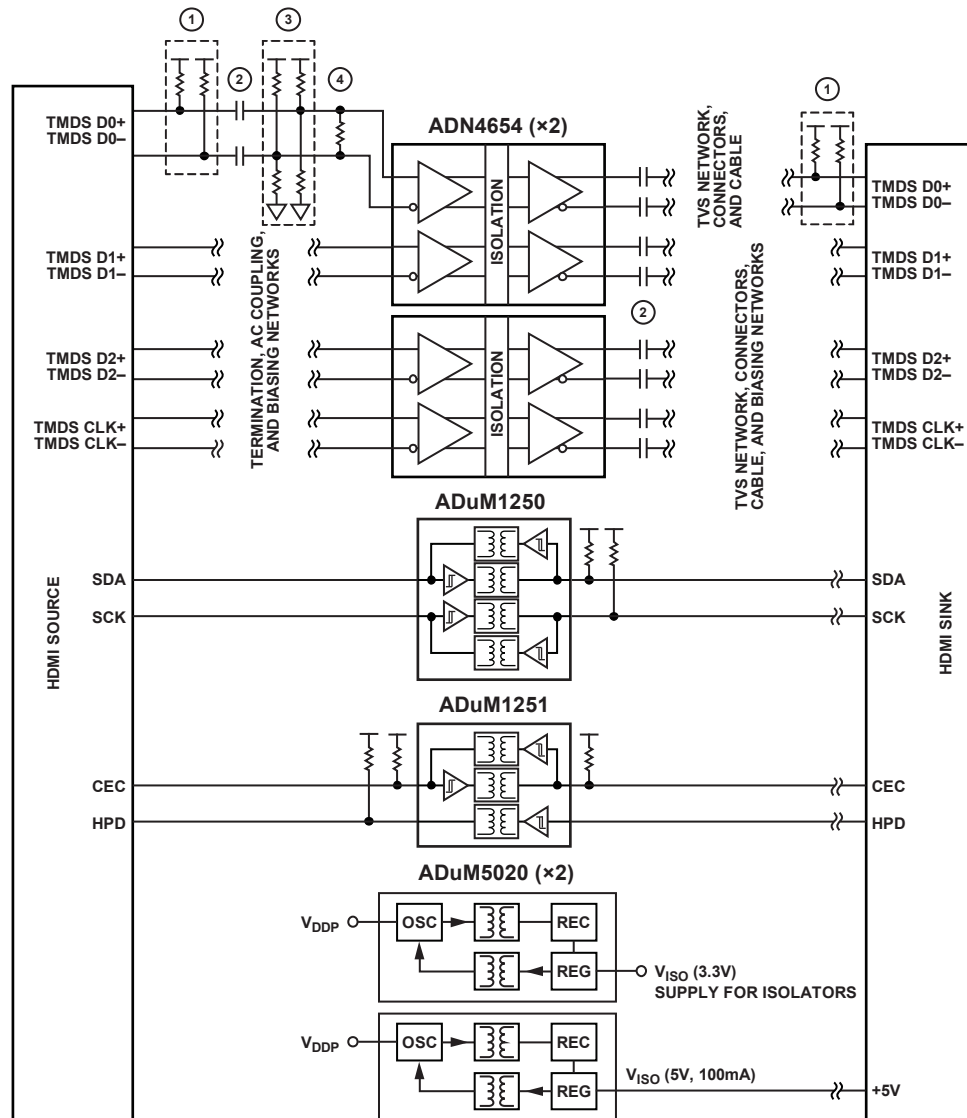 1
3
2
4
1
TMDS D0+
TMDS D0–
ADN4654 (×2)
ISOLATION
TVS NETWORK,
CONNECTORS,
AND CABLE
TMDS D0+
TMDS D0–
TMDS D1+
TMDS D1–
TERMINATION, AC COUPLING,
AND BIASING NETWORKS
TMDS D1+
TMDS D1–
2
TMDS D2+
TMDS D2–
ISOLATION
TVS NETWORK, CONNECTORS,
CABLE, AND BIASING NETWORKS
TMDS D2+
TMDS D2–
TMDS CLK+
TMDS CLK–
TMDS CLK+
TMDS CLK–
ADuM1250
HDMI SOURCE
SDA
SDA
SCK
SCK
HDMI SINK
ADuM1251
CEC
CEC
HPD
HPD
ADuM5020 (×2)
VDDP
OSC
REC
REG
VISO (3.3V)
SUPPLY FOR ISOLATORS
VDDP
OSC
REC
REG
VISO (5V, 100mA)
+5V